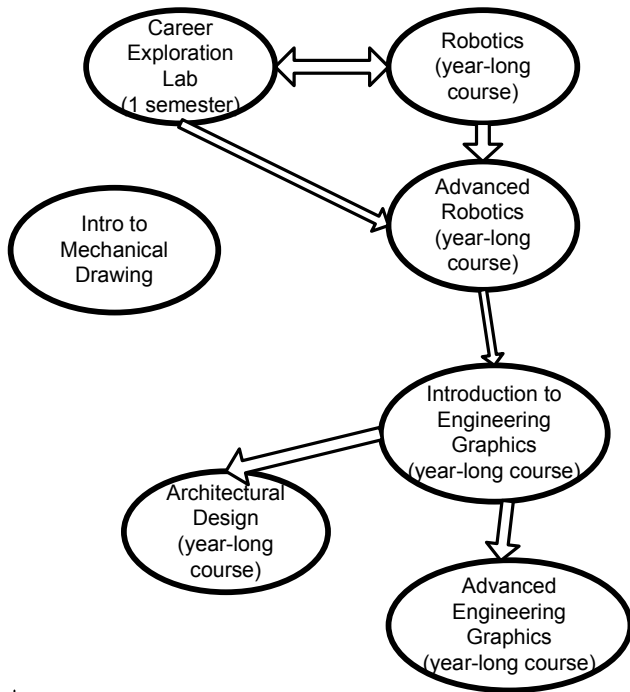 Career
Exploration
Lab
(1 semester)
Robotics
(year-long
course)
Advanced
Robotics
(year-long
course)
Intro to
Mechanical
Drawing
Introduction to
Engineering
Graphics
(year-long course)
Architectural
Design
(year-long
course)
Advanced
Engineering
Graphics
(year-long course)